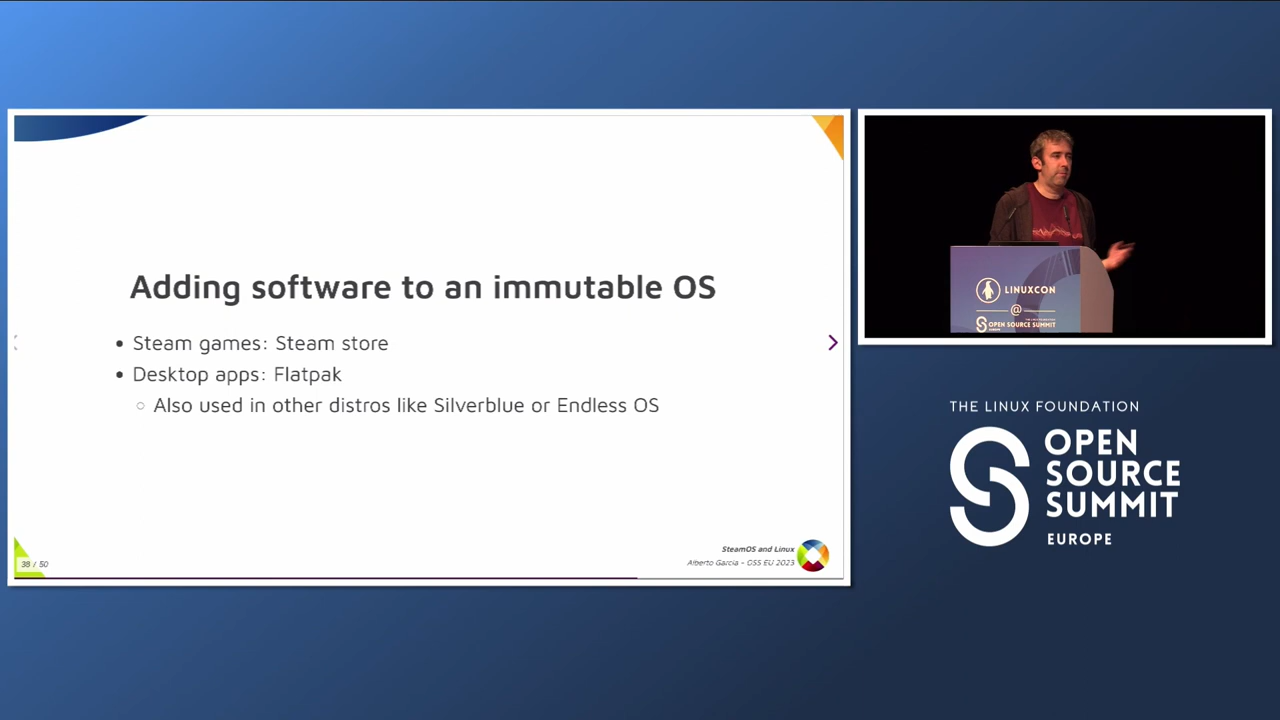 Adding software to an immutable OS
• Steam games: Steam store
• Desktop apps: Flatpak
○ Also used in other distros like Silverblue or Endless OS
38 / 50
SteamOS and Linux
Alberto Garcia - OSS EU 2023
LINUXCON
@
OPEN SOURCE SUMMIT
THE LINUX FOUNDATION
OPEN
SOURCE
SUMMIT
EUROPE